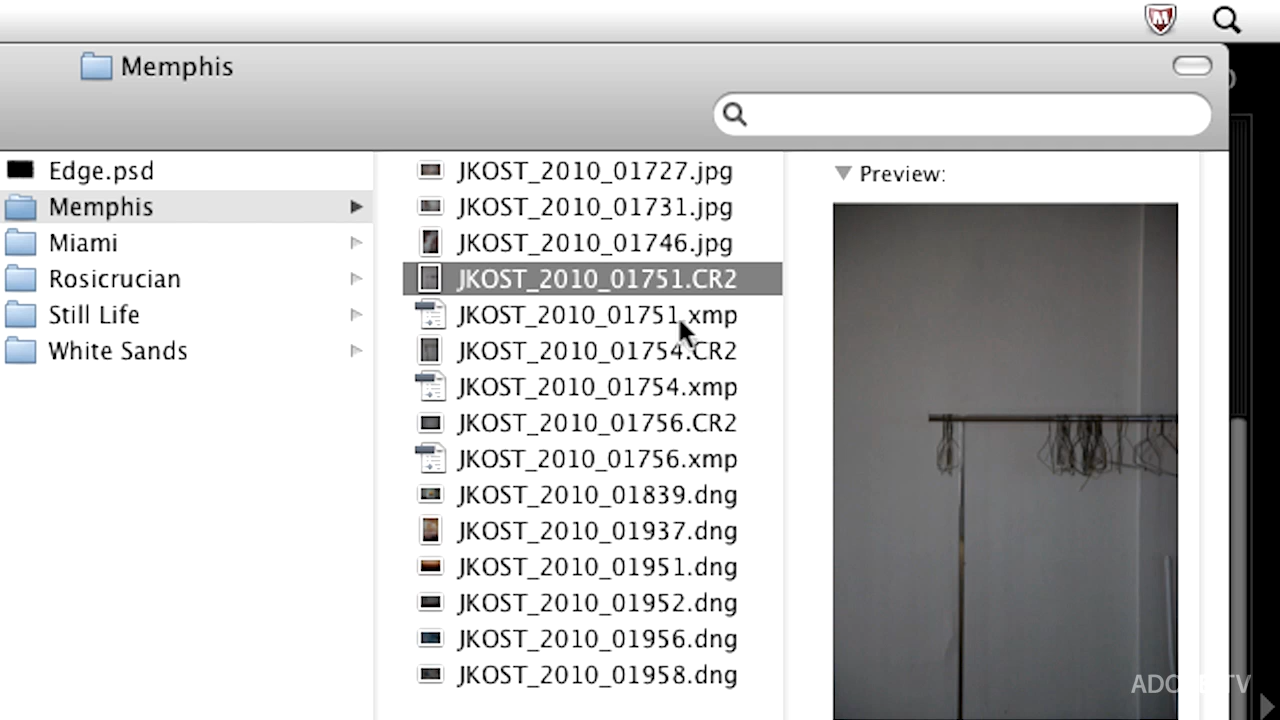 Memphis
Edge.psd
Memphis
Miami
Rosicrucian
Still Life
White Sands
JKOST_2010_01727.jpg
JKOST_2010_01731.jpg
JKOST_2010_01746.jpg
JKOST_2010_01751.CR2
JKOST_2010_01751.xmp
JKOST_2010_01754.CR2
JKOST_2010_01754.xmp
JKOST_2010_01756.CR2
JKOST_2010_01756.xmp
JKOST_2010_01839.dng
JKOST_2010_01937.dng
JKOST_2010_01951.dng
JKOST_2010_01952.dng
JKOST_2010_01956.dng
JKOST_2010_01958.dng
Preview:
ADOBE TV